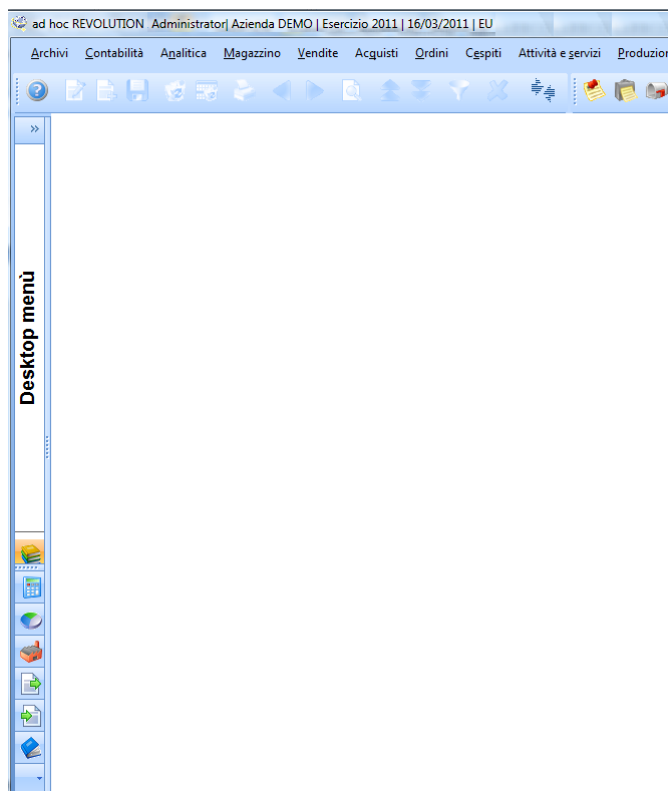 ad hoc REVOLUTION Administrator| Azienda DEMO | Esercizio 2011 | 16/03/2011 | EU
Archivi Contabilità Analitica Magazzino Vendite Acquisti Ordini Cespiti Attività e servizi Produzion
»
Desktop menù